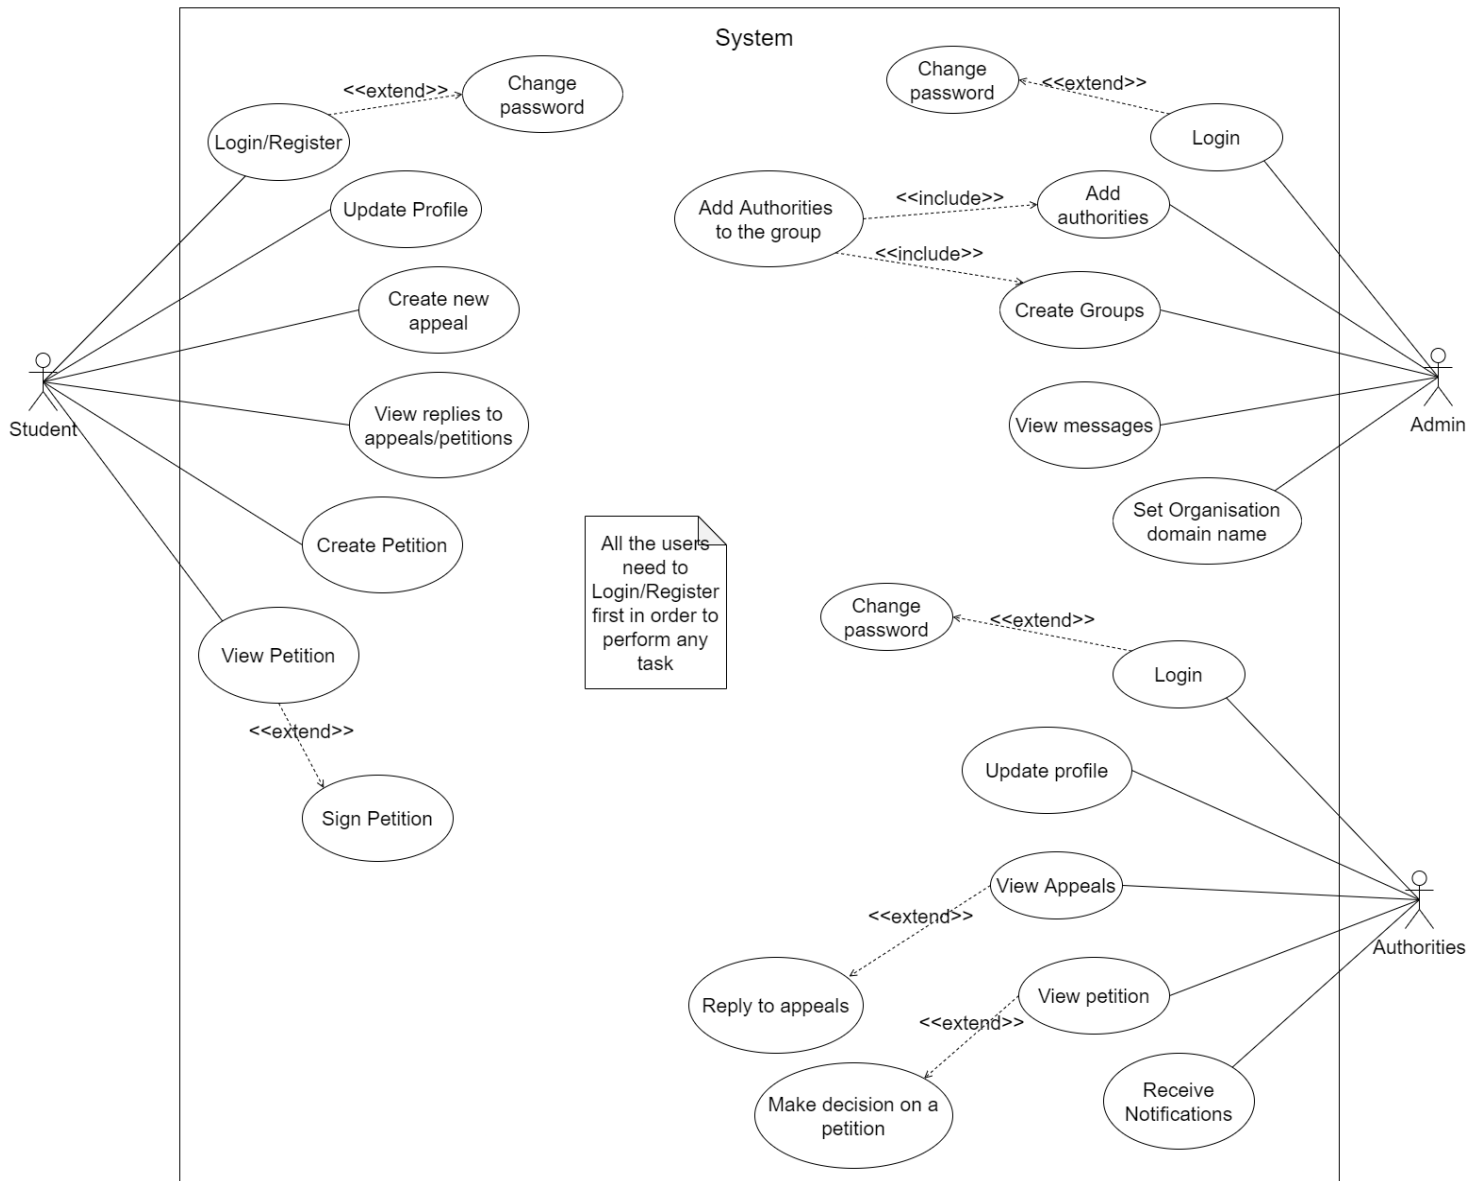 System
<<extend>>
Change
password
Login/Register
Update Profile
Create new
appeal
View replies to
appeals/petitions
Student
Create Petition
View Petition
<<extend>>
Sign Petition
All the users
need to
Login/Register
first in order to
perform any
task
Change
password
<<extend>>
Login
Add Authorities
to the group
<<include>>
Add
authorities
<<include>>
Create Groups
View messages
Admin
Set Organisation
domain name
Change
password
<<extend>>
Login
Update profile
View Appeals
<<extend>>
Authorities
Reply to appeals
View petition
<<extend>>
Make decision on a
petition
Receive
Notifications